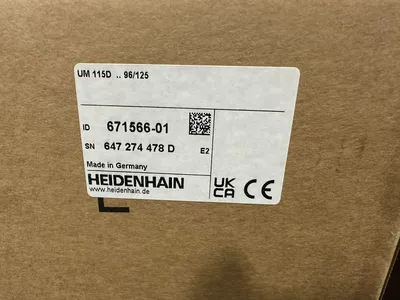 UM 115D .. 96/125
ID 671566-01
SN 647 274 478 D E2
Made in Germany
HEIDENHAIN
www.heidenhain.de
UK
CA CE